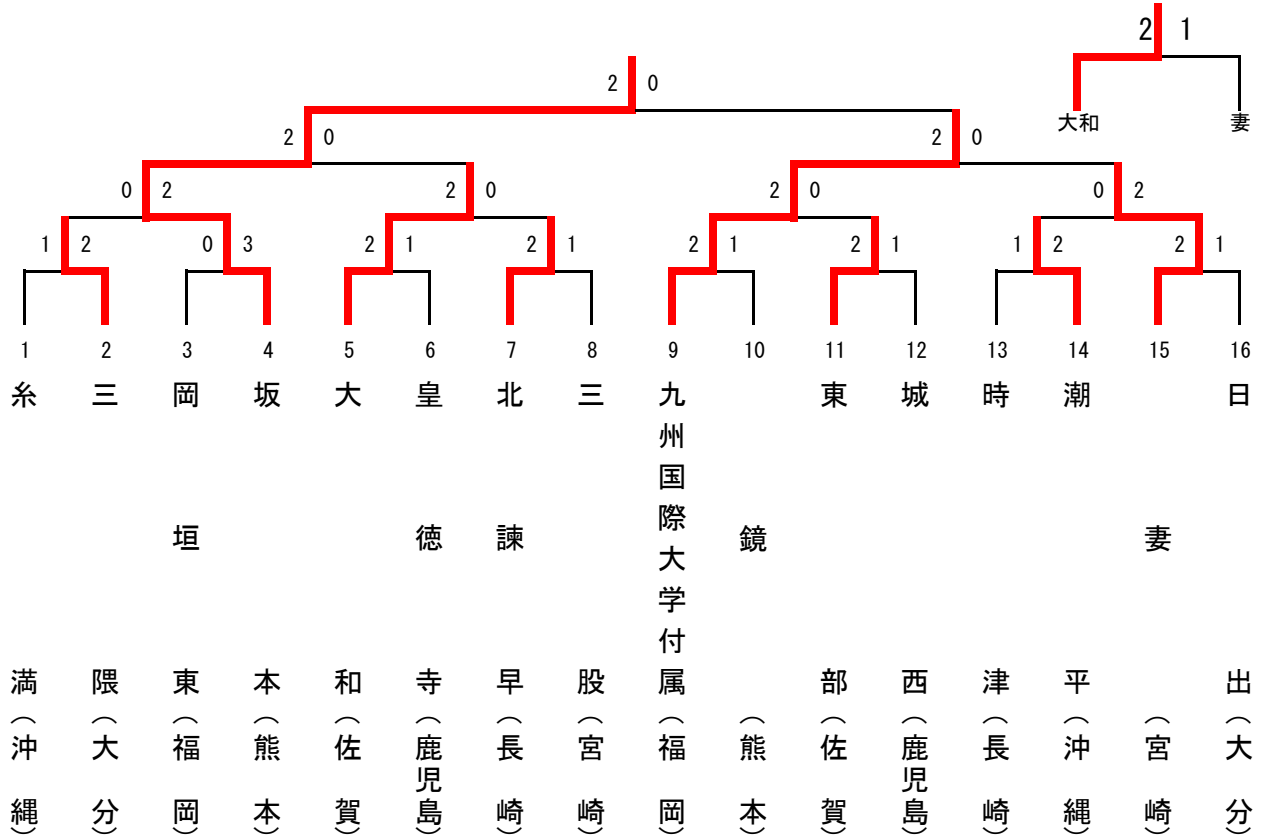 2 1
2 0
大和 妻
2 0 2 0
0 2 2 0 2 0 0 2
1 2 0 3 2 1 2 1 2 1 2 1 1 2 2 1
1 2 3 4 5 6 7 8 9 10 11 12 13 14 15 16
糸満（沖縄）
三隈（大分）
岡垣東（福岡）
坂本（熊本）
大和（佐賀）
皇徳寺（鹿児島）
北諫早（長崎）
三股（宮崎）
九州国際大学付属（福岡）
鏡（熊本）
東部（佐賀）
城西（鹿児島）
時津（長崎）
潮平（沖縄）
妻（宮崎）
日出（大分）